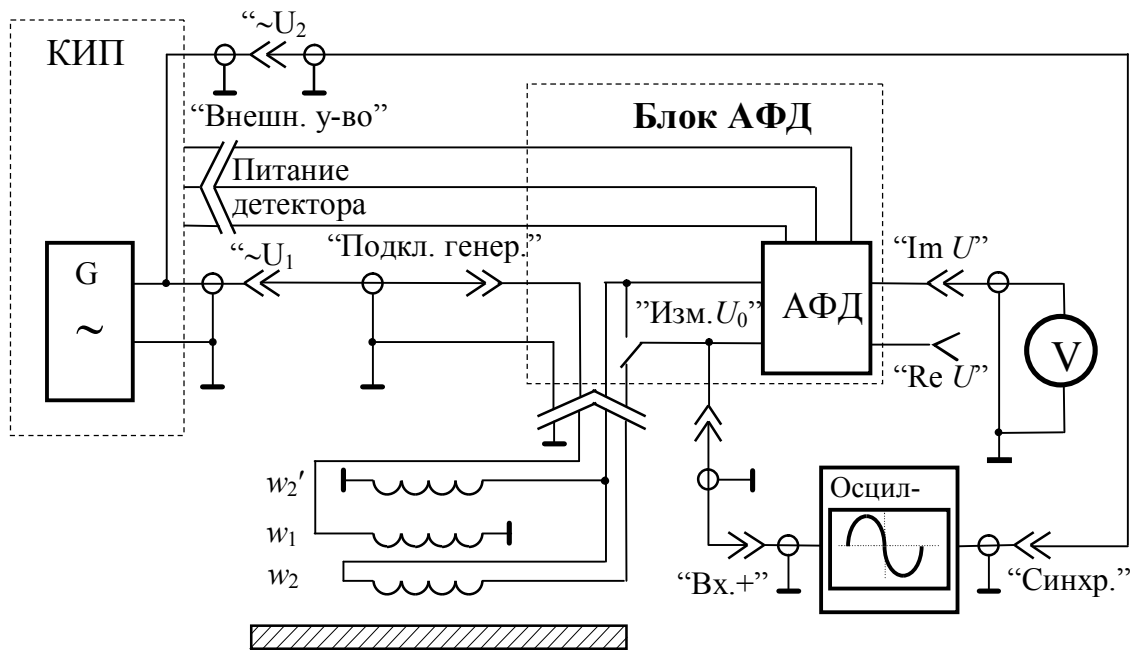 “~U₂
КИП
“Внешн. у-во”
Блок АФД
Питание
детектора
“~U₁
“Подкл. генер.”
“Im U”
G
~
”Изм.U₀”
АФД
V
“Re U”
w₂′
Осцил-
w₁
w₂
“Вх.+”
“Синхр.”